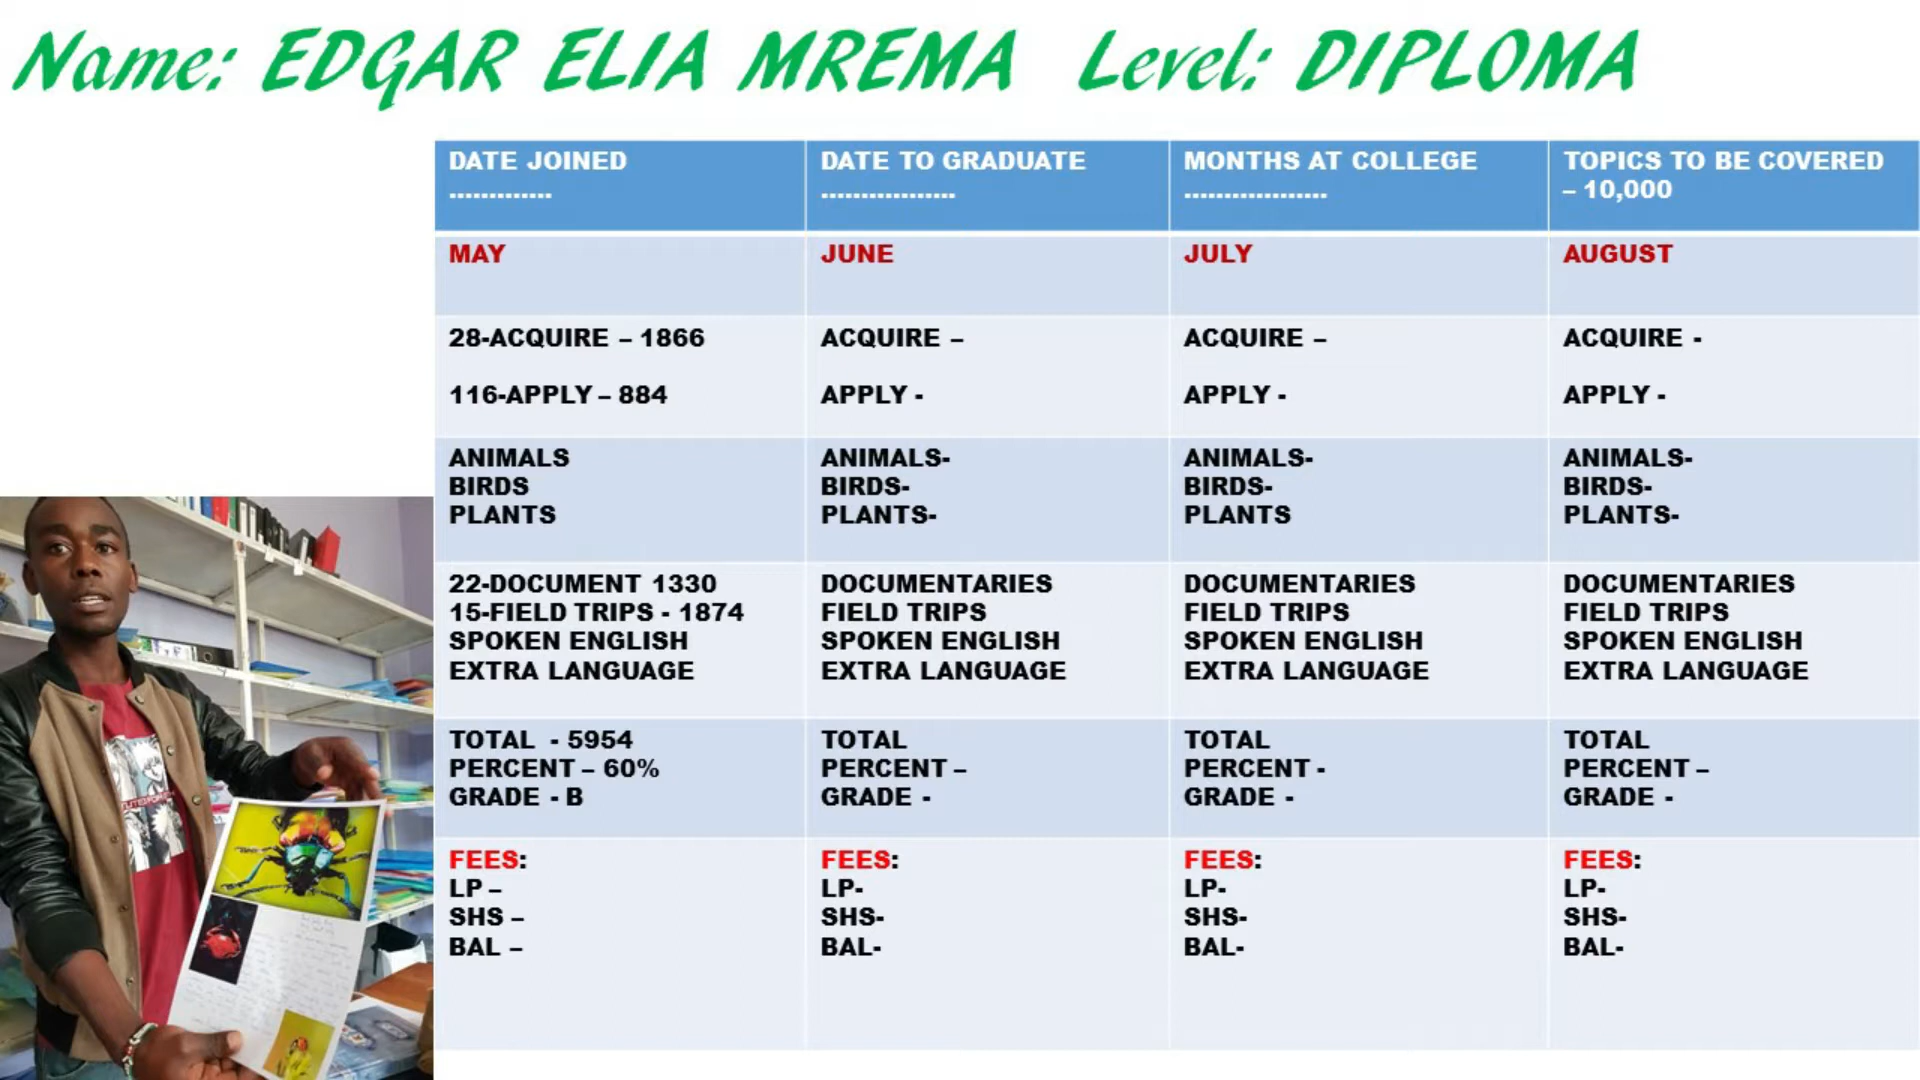 Name: EDGAR ELIA MREMA Level: DIPLOMA
DATE JOINED
.............
DATE TO GRADUATE
.................
MONTHS AT COLLEGE
..................
TOPICS TO BE COVERED
– 10,000
MAY
JUNE
JULY
AUGUST
28-ACQUIRE – 1866
116-APPLY – 884
ACQUIRE –
APPLY -
ACQUIRE –
APPLY -
ACQUIRE -
APPLY -
ANIMALS
BIRDS
PLANTS
ANIMALS-
BIRDS-
PLANTS-
ANIMALS-
BIRDS-
PLANTS
ANIMALS-
BIRDS-
PLANTS-
22-DOCUMENT 1330
15-FIELD TRIPS - 1874
SPOKEN ENGLISH
EXTRA LANGUAGE
DOCUMENTARIES
FIELD TRIPS
SPOKEN ENGLISH
EXTRA LANGUAGE
DOCUMENTARIES
FIELD TRIPS
SPOKEN ENGLISH
EXTRA LANGUAGE
DOCUMENTARIES
FIELD TRIPS
SPOKEN ENGLISH
EXTRA LANGUAGE
TOTAL - 5954
PERCENT – 60%
GRADE - B
TOTAL
PERCENT –
GRADE -
TOTAL
PERCENT -
GRADE -
TOTAL
PERCENT –
GRADE -
FEES:
LP –
SHS –
BAL –
FEES:
LP-
SHS-
BAL-
FEES:
LP-
SHS-
BAL-
FEES:
LP-
SHS-
BAL-